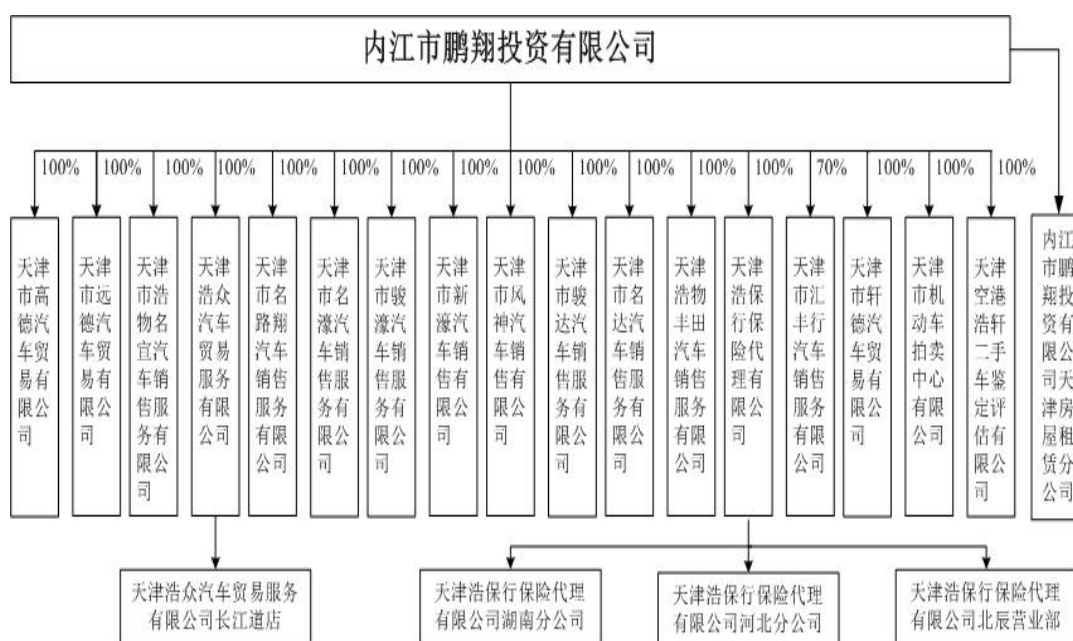 内江市鹏翔投资有限公司
100% 100% 100% 100% 100% 100% 100% 100% 100% 100% 100% 100% 100% 70% 100% 100% 100%
天津市高德汽车贸易有限公司
天津市远德汽车贸易有限公
天津市浩物名宜汽车销售服务有限公司
天津浩众汽车贸易服务有限公司
天津市名路翔汽车销售服务有限公司
天津市名濠汽车销售服务有限公
天津市骏濠汽车销售服务有限公
天津市新濠汽车销售有限公
天津市风神汽车销售有限公
天津市骏达汽车销售服务有限公
天津市名达汽车销售服务有限公
天津浩物丰田汽车销售服务有限公司
天津浩保行保险代理有限公司
天津市汇丰行汽车销售服务有限公司
天津市轩德汽车贸易有限公
天津市机动车拍卖中心有限公司
天津空港浩轩二手车鉴定评估有限公司
内江市鹏翔投资有限公司天津房屋租赁分公司
天津浩众汽车贸易服务
有限公司长江道店
天津浩保行保险代理
有限公司湖南分公司
天津浩保行保险代理
有限公司河北分公司
天津浩保行保险代理
有限公司北辰营业部